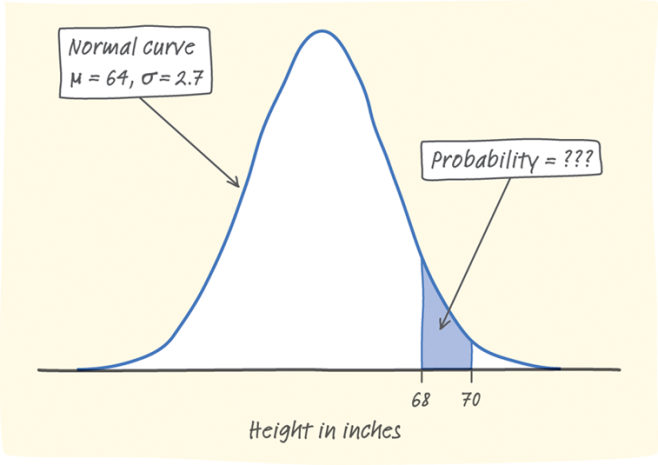 Normal curve
μ = 64, σ = 2.7
Probability = ???
68 70
Height in inches